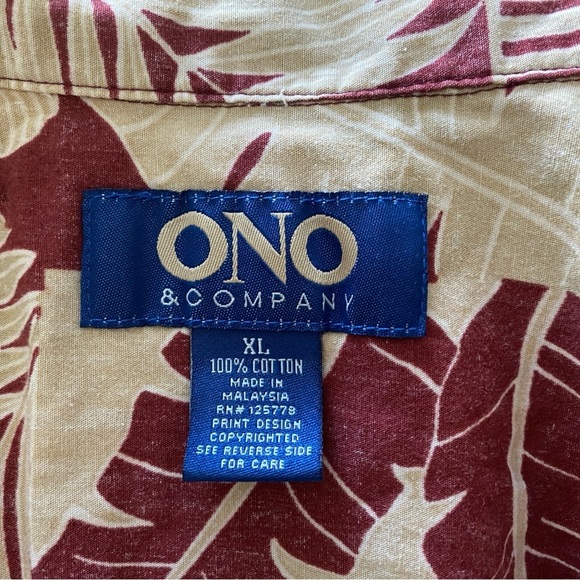 ONO
& COMPANY
XL
100% COTTON
MADE IN
MALAYSIA
RN# 125778
PRINT DESIGN
COPYRIGHTED
SEE REVERSE SIDE
FOR CARE